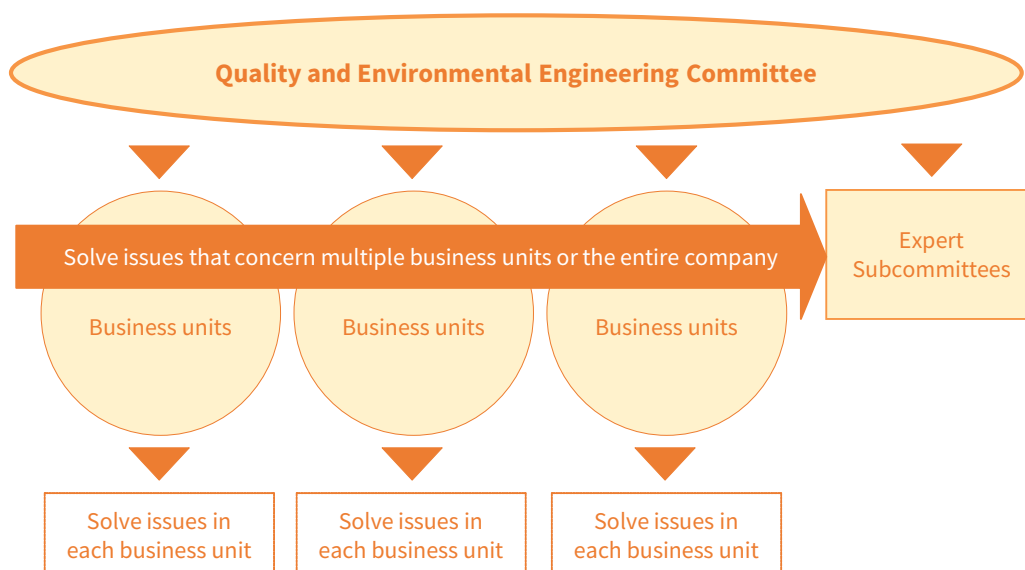 Quality and Environmental Engineering Committee
Solve issues that concern multiple business units or the entire company
Expert
Subcommittees
Business units
Business units
Business units
Solve issues in
each business unit
Solve issues in
each business unit
Solve issues in
each business unit